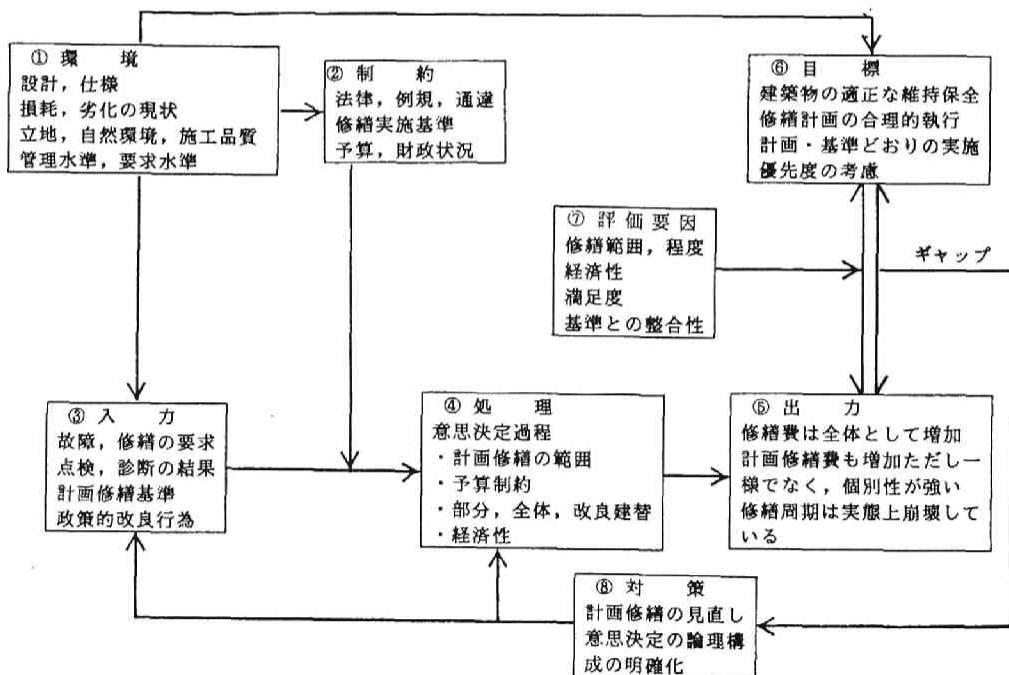 ① 環　境
設計，仕様
損耗，劣化の現状
立地，自然環境，施工品質
管理水準，要求水準
② 制　約
法律，例規，通達
修繕実施基準
予算，財政状況
⑥ 目　標
建築物の適正な維持保全
修繕計画の合理的執行
計画・基準どおりの実施
優先度の考慮
⑦ 評価要因
修繕範囲，程度
経済性
満足度
基準との整合性
ギャップ
③ 入　力
故障，修繕の要求
点検，診断の結果
計画修繕基準
政策的改良行為
④ 処　理
意思決定過程
・計画修繕の範囲
・予算制約
・部分，全体，改良建替
・経済性
⑤ 出　力
修繕費は全体として増加
計画修繕費も増加ただし一
様でなく，個別性が強い
修繕周期は実態上崩壊して
いる
⑧ 対　策
計画修繕の見直し
意思決定の論理構
成の明確化